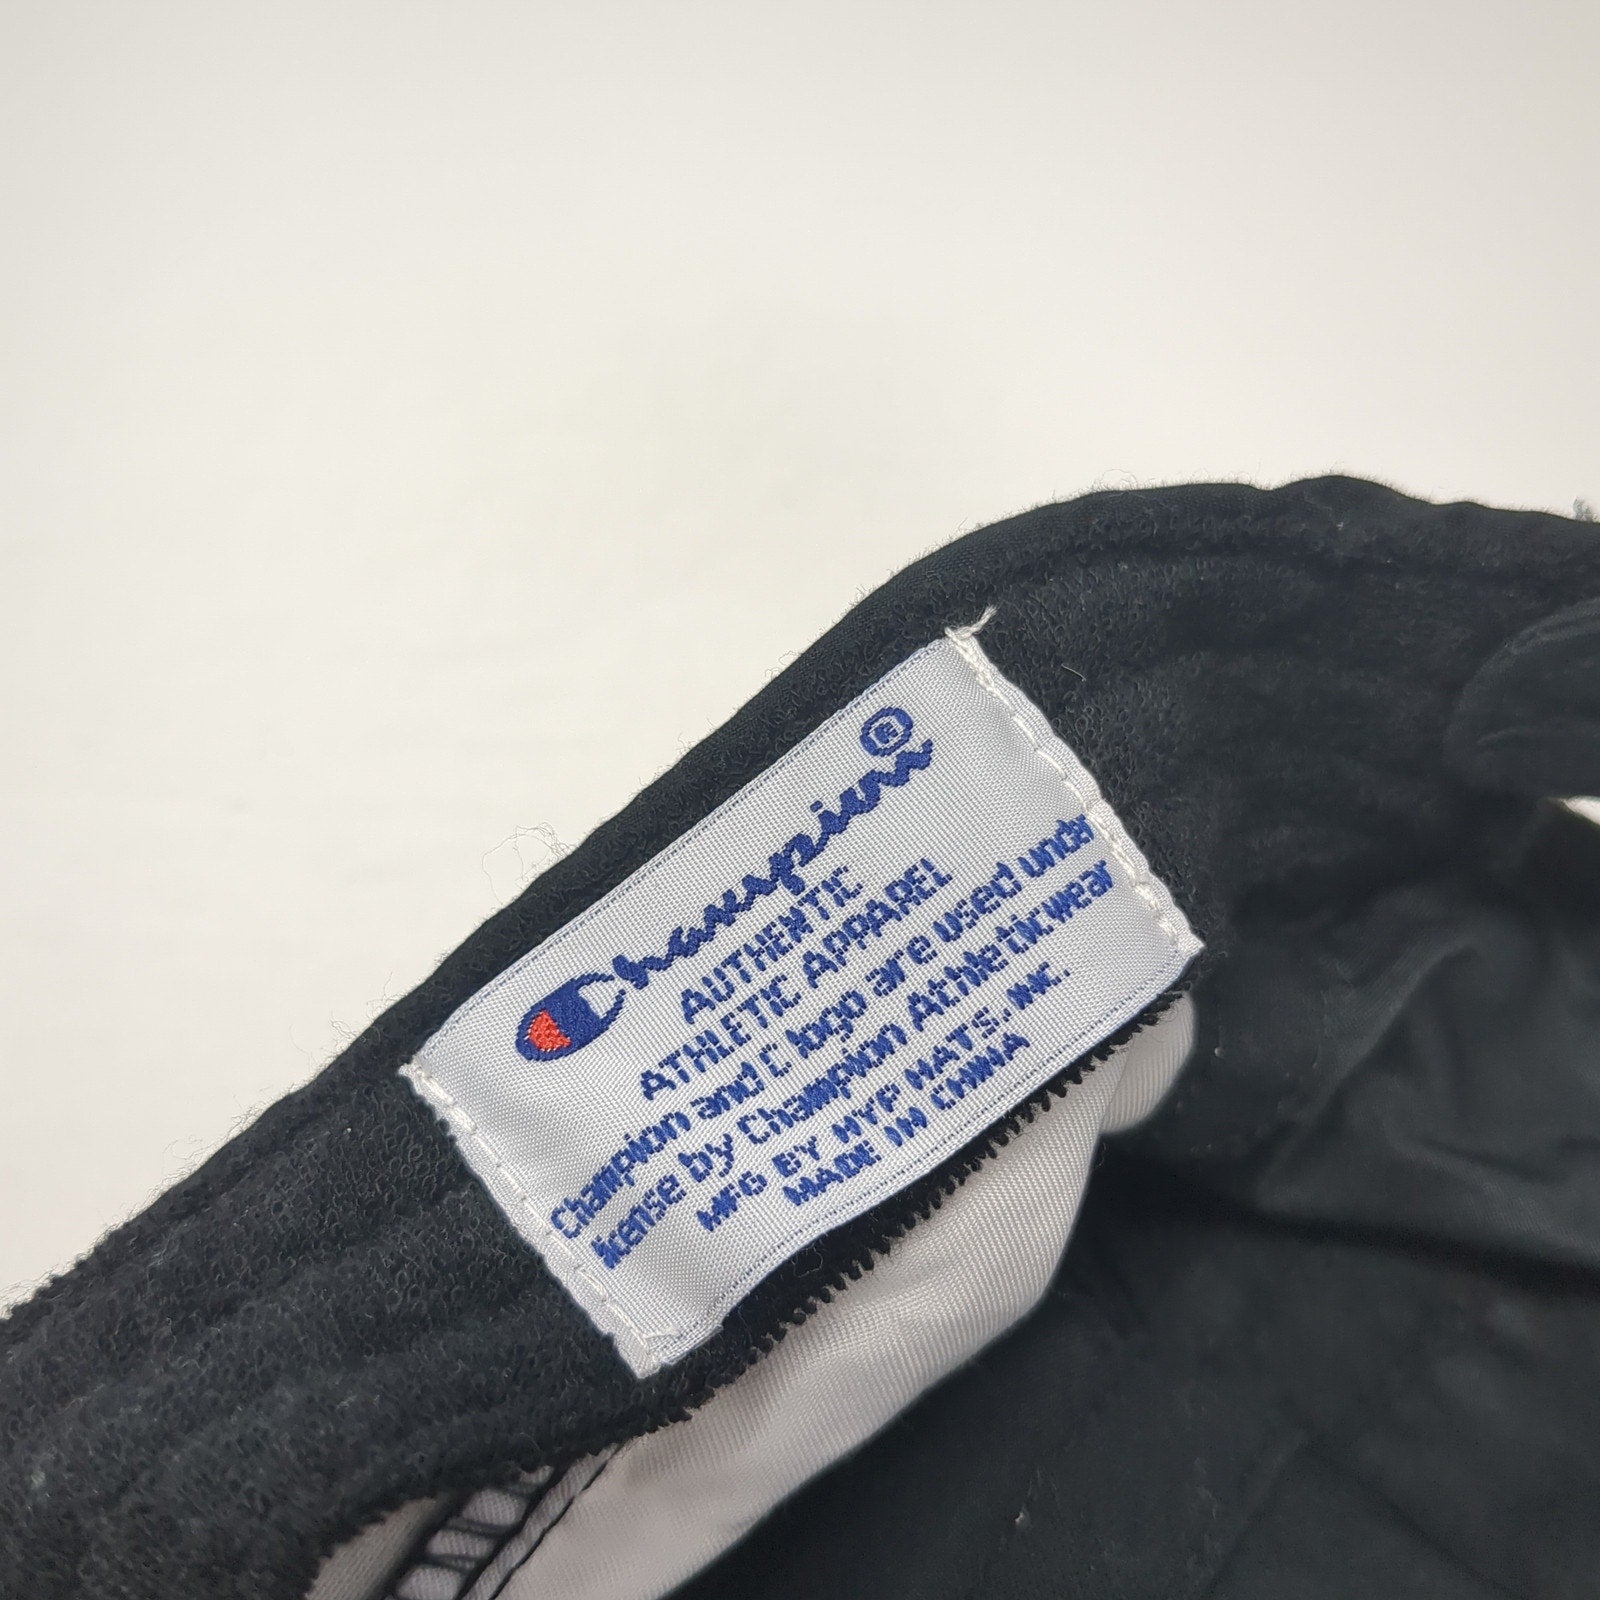 Champion®
AUTHENTIC
ATHLETIC APPAREL
Champion and C logo are used under
license by Champion Athleticwear
MFG BY HYP HATS., INC.
MADE IN CHINA